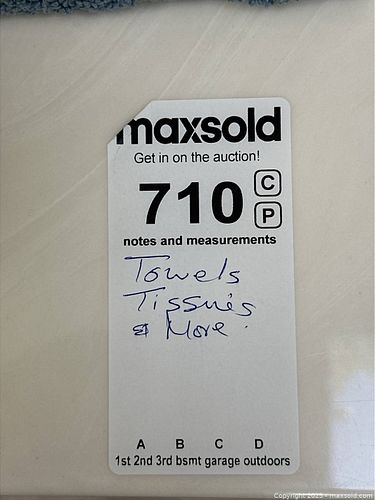 maxsold
Get in on the auction!
710 C
P
notes and measurements
Towels
Tissues
& More.
A B C D
1st 2nd 3rd bsmt garage outdoors
Copyright 2025 - maxsold.com